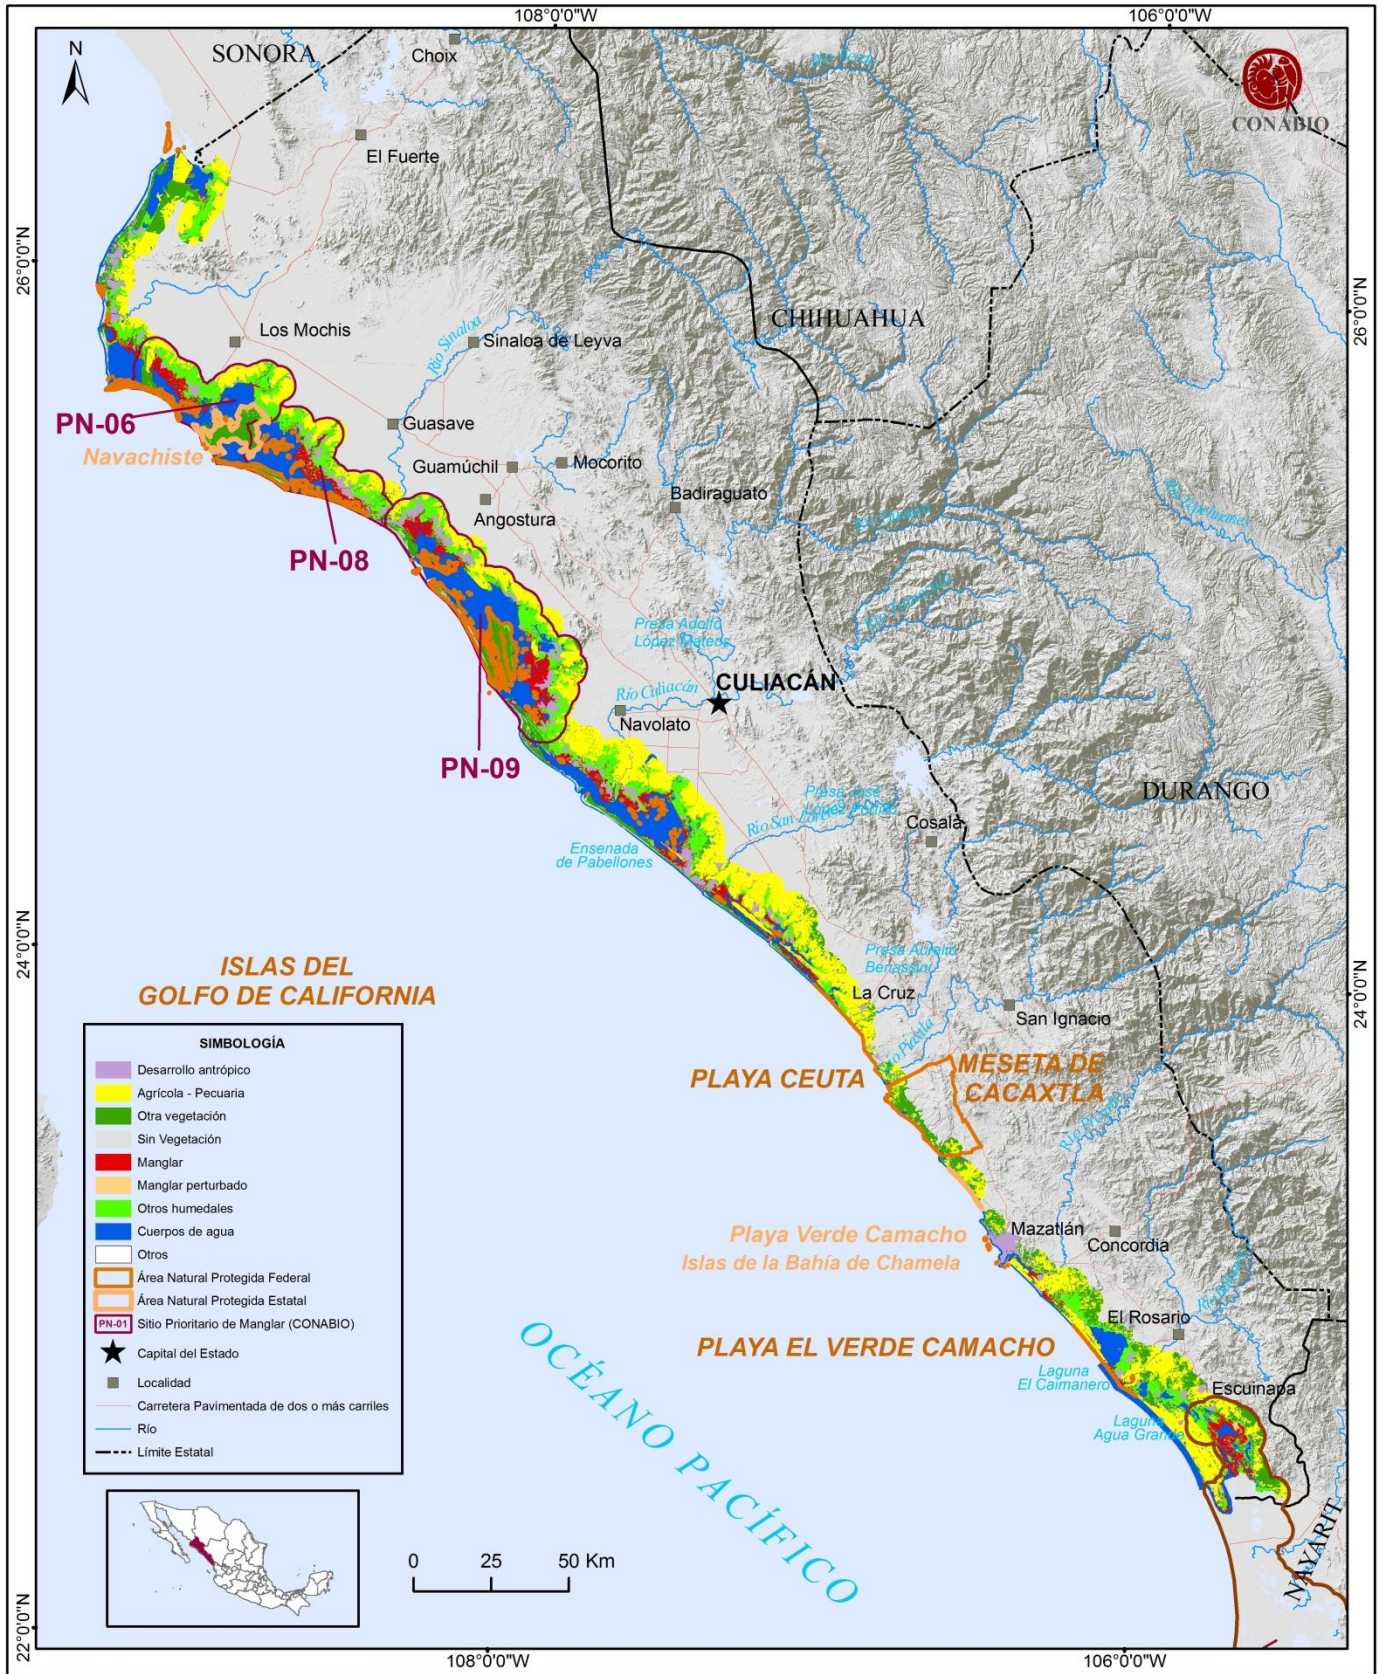 108°0'0"W
106°0'0"W
N
SONORA
Choix
CONABIO
El Fuerte
26°0'0"N
26°0'0"N
CHIHUAHUA
Los Mochis
Río Sinaloa
Sinaloa de Leyva
PN-06
Guasave
Navachiste
Guamúchil
Mocorito
Badiraguato
Angostura
PN-08
Presa Adolfo
López Mateos
CULIACÁN
Río Culiacán
Navolato
PN-09
DURANGO
Presa José
Cosalá
Río San Lorenzo
Ensenada
de Pabellones
24°0'0"N
24°0'0"N
ISLAS DEL
GOLFO DE CALIFORNIA
Presa Aurelio
Benassini
La Cruz
San Ignacio
PLAYA CEUTA
MESETA DE
CACAXTLA
SIMBOLOGÍA
Desarrollo antrópico
Agrícola - Pecuaria
Otra vegetación
Sin Vegetación
Manglar
Manglar perturbado
Otros humedales
Cuerpos de agua
Otros
Área Natural Protegida Federal
Área Natural Protegida Estatal
PN-01 Sitio Prioritario de Manglar (CONABIO)
Capital del Estado
Localidad
Carretera Pavimentada de dos o más carriles
Río
Límite Estatal
Playa Verde Camacho
Islas de la Bahía de Chamela
Mazatlán
Concordia
El Rosario
PLAYA EL VERDE CAMACHO
Laguna
El Caimanero
Escuinapa
Laguna
Agua Grande
OCÉANO PACÍFICO
NAYARIT
0 25 50 Km
22°0'0"N
108°0'0"W
106°0'0"W